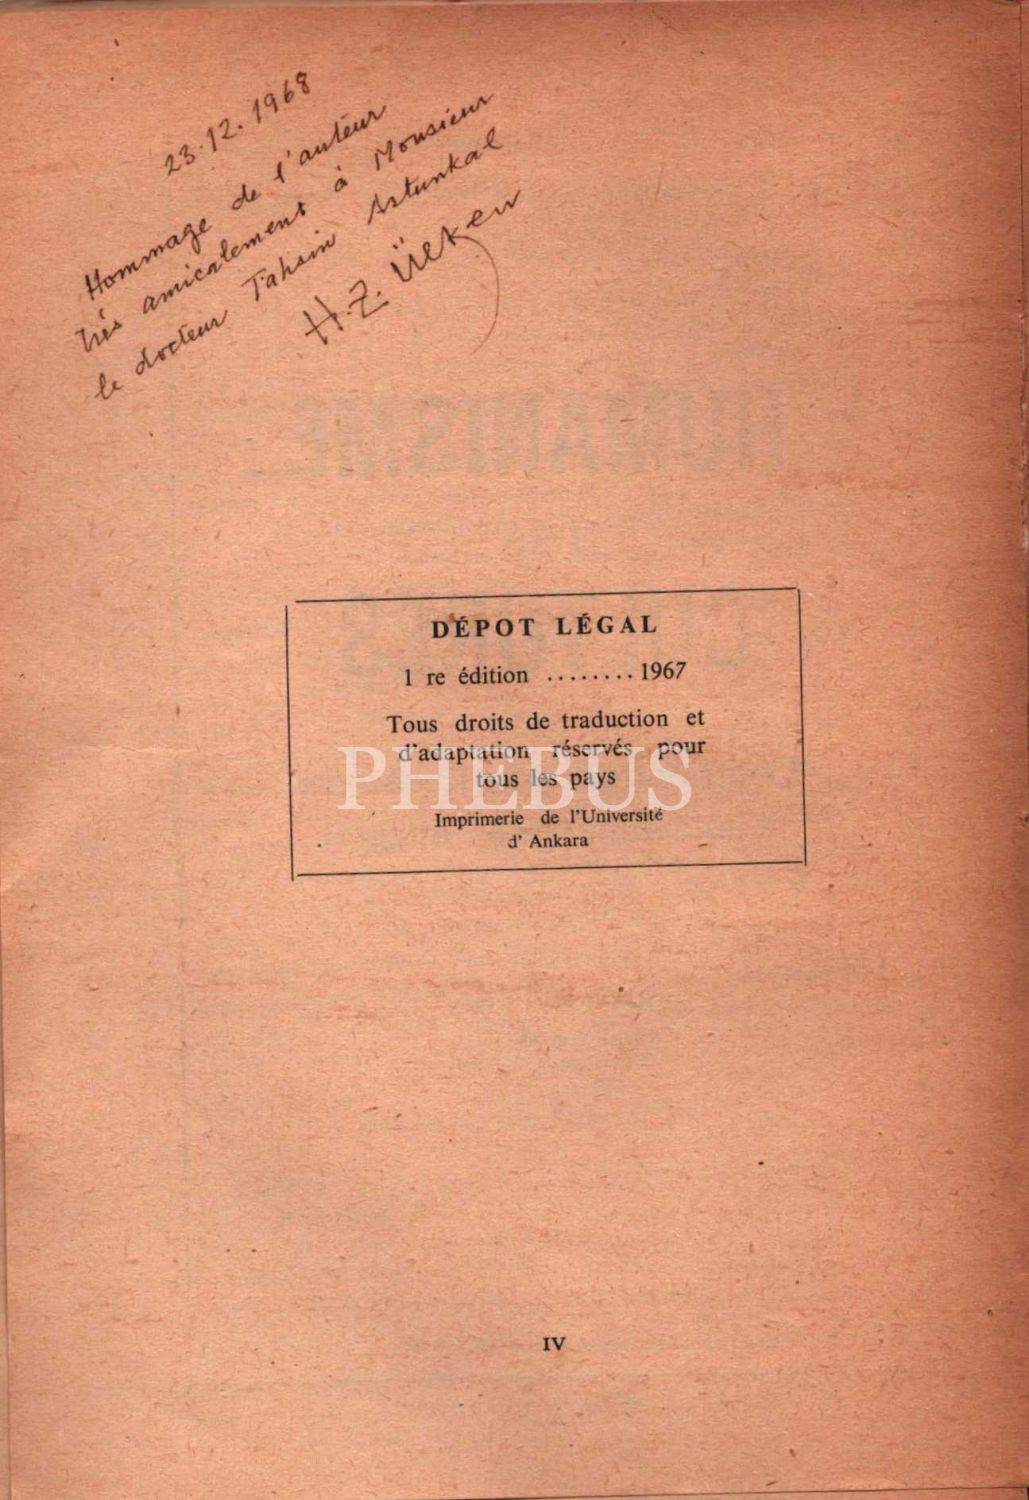 23.12.1968
Hommage de l'auteur
très amicalement à Monsieur
le docteur Tahsin Artunkal
H.Z. Ülken
DÉPOT LÉGAL
1 re édition ........ 1967
Tous droits de traduction et
d'adaptation réservés pour
tous les pays
PHEBUS
Imprimerie de l'Université
d' Ankara
IV